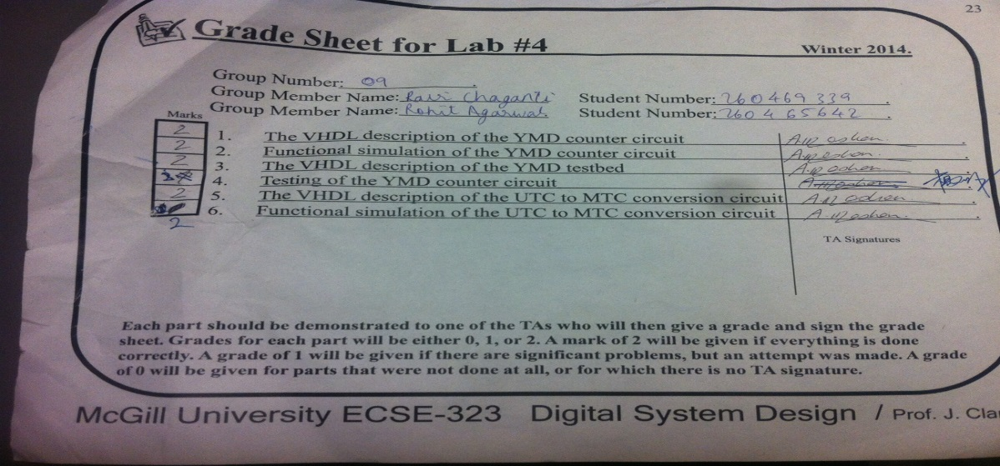 23
Grade Sheet for Lab #4
Winter 2014.
Group Number: 09
Group Member Name: Ravi Chaganti Student Number: 260469339
Group Member Name: Rohit Agarwal Student Number: 260465642
Marks
2 1. The VHDL description of the YMD counter circuit
2 2. Functional simulation of the YMD counter circuit
2 3. The VHDL description of the YMD testbed
4. Testing of the YMD counter circuit
2 5. The VHDL description of the UTC to MTC conversion circuit
6. Functional simulation of the UTC to MTC conversion circuit
2
TA Signatures
Each part should be demonstrated to one of the TAs who will then give a grade and sign the grade
sheet. Grades for each part will be either 0, 1, or 2. A mark of 2 will be given if everything is done
correctly. A grade of 1 will be given if there are significant problems, but an attempt was made. A grade
of 0 will be given for parts that were not done at all, or for which there is no TA signature.
McGill University ECSE-323 Digital System Design / Prof. J. Cla